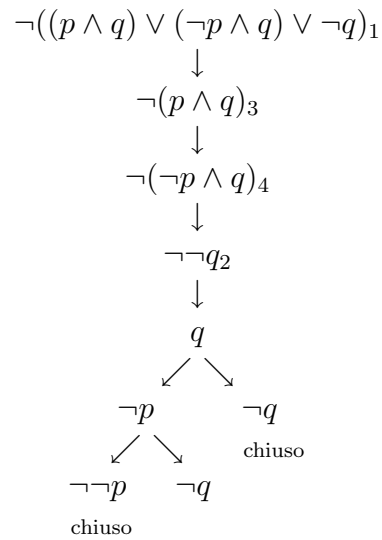 ¬((p ∧ q) ∨ (¬p ∧ q) ∨ ¬q)₁
¬(p ∧ q)₃
¬(¬p ∧ q)₄
¬¬q₂
q
¬p ¬q
chiuso
¬¬p ¬q
chiuso